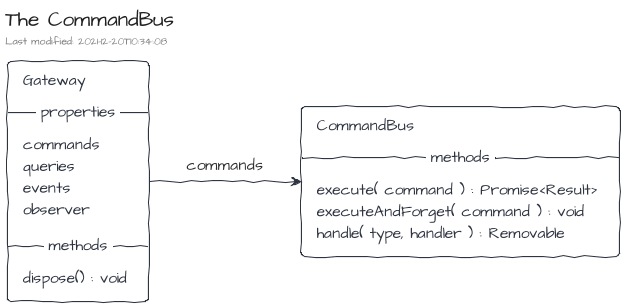 The CommandBus
Last modified: 2021-12-20T10:34:08
Gateway
properties
commands
queries
events
observer
methods
dispose() : void
commands
CommandBus
methods
execute( command ) : Promise<Result>
executeAndForget( command ) : void
handle( type, handler ) : Removable